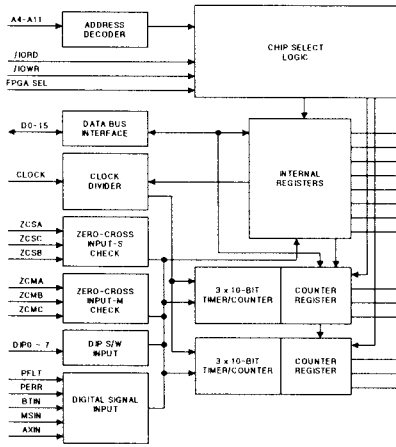 A4-A11
ADDRESS
DECODER
CHIP SELECT
LOGIC
/IORD
/IOWR
FPGA SEL
D0-15
DATA BUS
INTERFACE
CLOCK
CLOCK
DIVIDER
INTERNAL
REGISTERS
ZCSA
ZCSC
ZCSB
ZERO-CROSS
INPUT-S
CHECK
ZCMA
ZCMB
ZCMC
ZERO-CROSS
INPUT-M
CHECK
3 x 10-BIT
TIMER/COUNTER
COUNTER
REGISTER
DIP0 ~ 7
DIP S/W
INPUT
3 x 10-BIT
TIMER/COUNTER
COUNTER
REGISTER
PFLT
PERR
BTIN
MSIN
AXIN
DIGITAL SIGNAL
INPUT